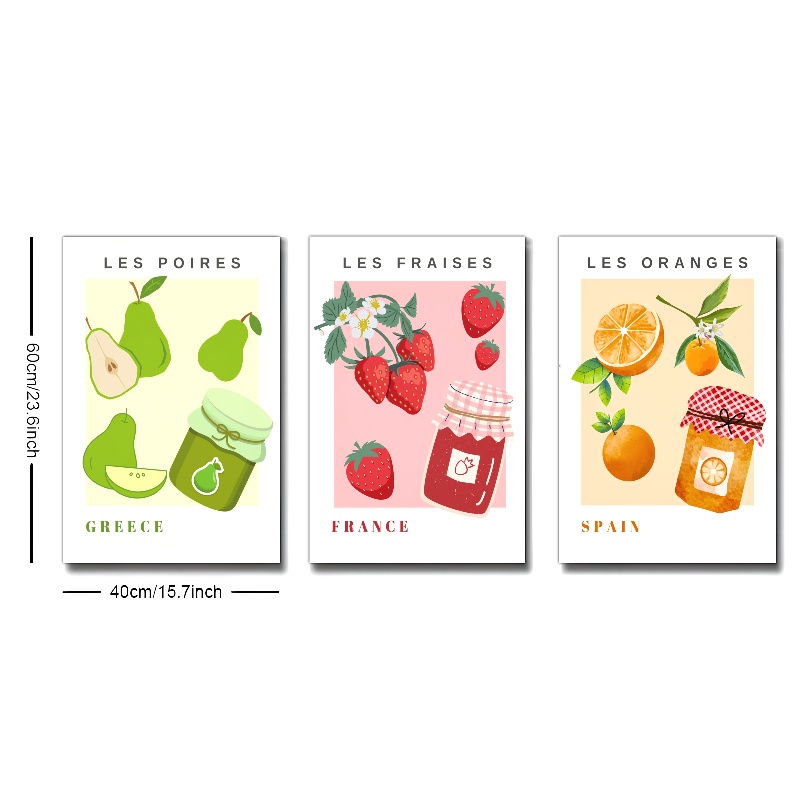 LES POIRES
GREECE
LES FRAISES
FRANCE
LES ORANGES
SPAIN
60cm/23.6inch
40cm/15.7inch